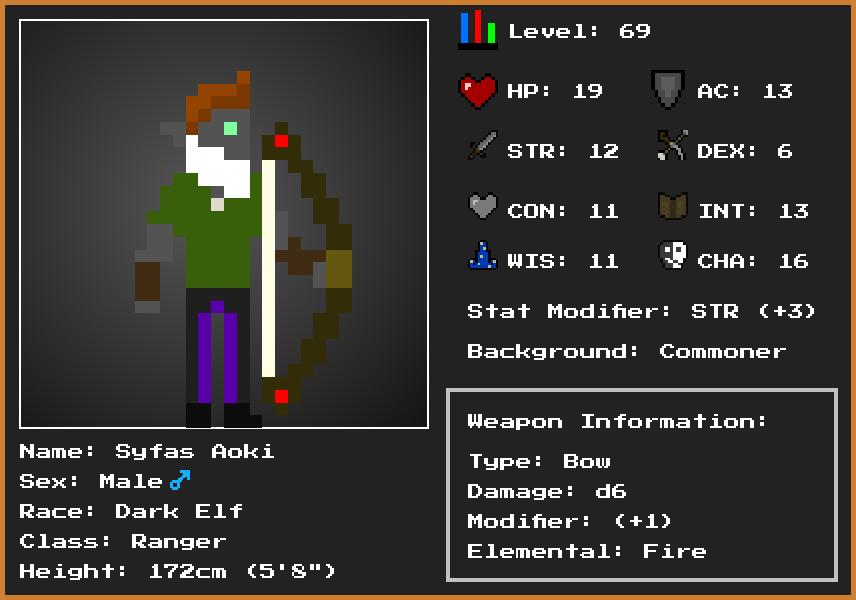 Level: 69
HP: 19
AC: 13
STR: 12
DEX: 6
CON: 11
INT: 13
WIS: 11
CHA: 16
Stat Modifier: STR (+3)
Background: Commoner
Weapon Information:
Type: Bow
Damage: d6
Modifier: (+1)
Elemental: Fire
Name: Syfas Aoki
Sex: Male♂
Race: Dark Elf
Class: Ranger
Height: 172cm (5'8")